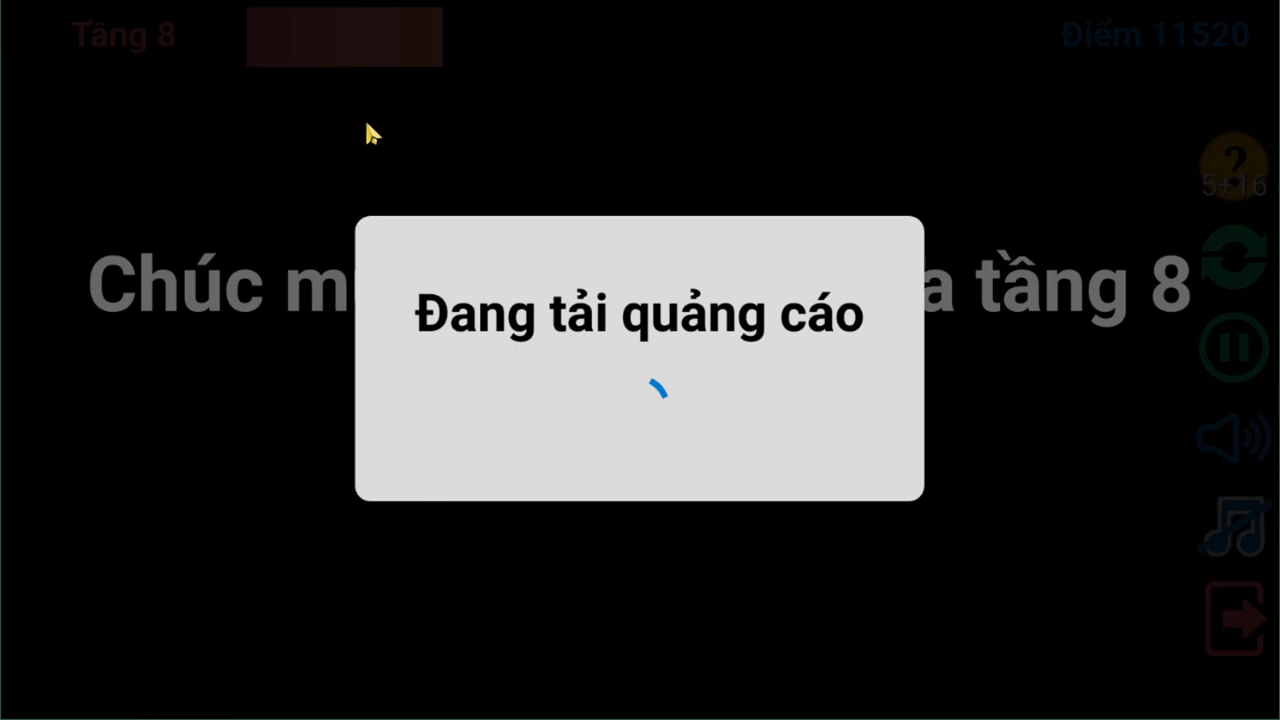 Tầng 8
Điểm 11520
5+16
Chúc m
a tầng 8
Đang tải quảng cáo